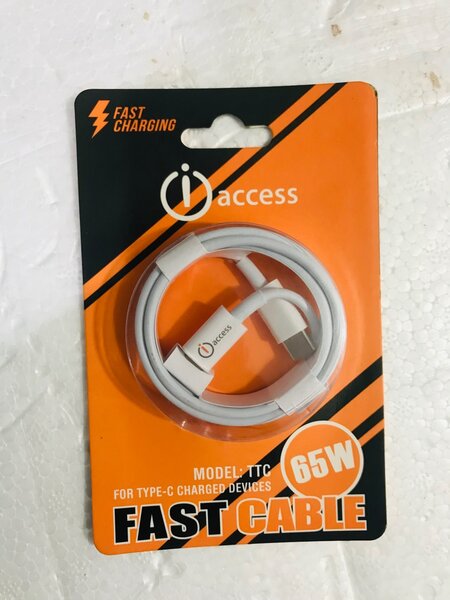 FAST
CHARGING
i access
i access
MODEL: TTC
FOR TYPE-C CHARGED DEVICES
65W
FAST CABLE